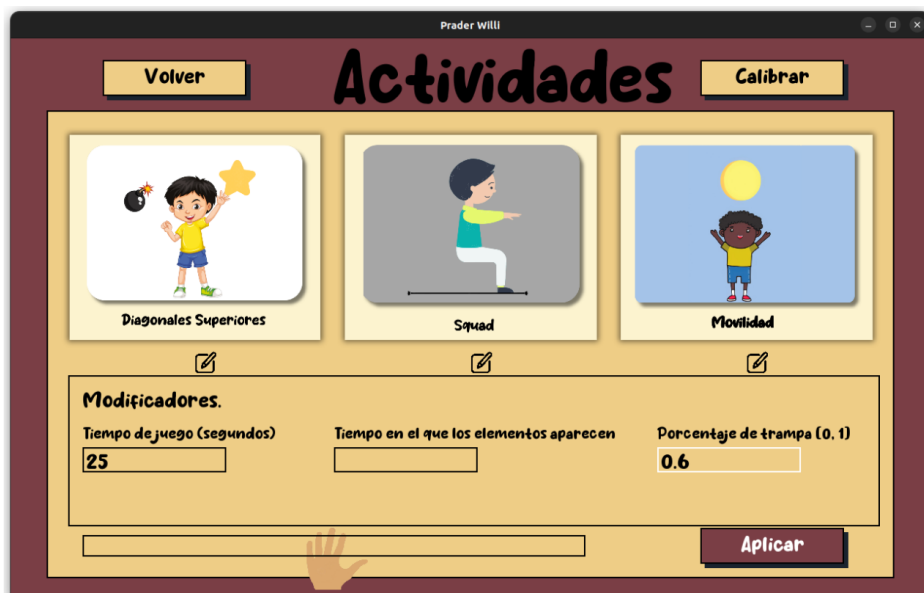 Prader Willi
Volver
Actividades
Calibrar
Diagonales Superiores
Squad
Movilidad
Modificadores.
Tiempo de juego (segundos)
Tiempo en el que los elementos aparecen
Porcentaje de trampa (0, 1)
25
0.6
Aplicar